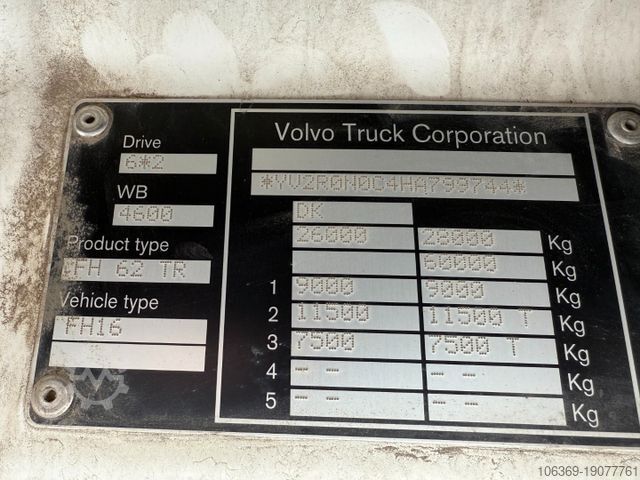 Drive
6*2
WB
4600
Product type
FH 62 TR
Vehicle type
FH16
Volvo Truck Corporation
*YV2R0N0C4HA799744*
DK
26000 28000 Kg
60000 Kg
1 9000 9000 Kg
2 11500 11500 T Kg
3 7500 7500 T Kg
4 -- -- Kg
5 -- -- Kg
106369-19077761